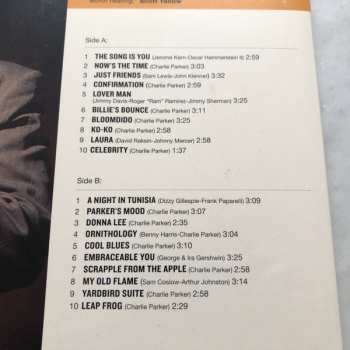 worth hearing," Scott Yanow
Side A:
1 THE SONG IS YOU (Jerome Kern-Oscar Hammerstein II) 2:59
2 NOW'S THE TIME (Charlie Parker) 3:03
3 JUST FRIENDS (Sam Lewis-John Klenner) 3:32
4 CONFIRMATION (Charlie Parker) 2:59
5 LOVER MAN
(Jimmy Davis-Roger "Ram" Ramirez-Jimmy Sherman) 3:25
6 BILLIE'S BOUNCE (Charlie Parker) 3:11
7 BLOOMDIDO (Charlie Parker) 3:25
8 KO-KO (Charlie Parker) 2:58
9 LAURA (David Raksin-Johnny Mercer) 2:58
10 CELEBRITY (Charlie Parker) 1:37
Side B:
1 A NIGHT IN TUNISIA (Dizzy Gillespie-Frank Paparelli) 3:09
2 PARKER'S MOOD (Charlie Parker) 3:07
3 DONNA LEE (Charlie Parker) 2:35
4 ORNITHOLOGY (Benny Harris-Charlie Parker) 3:04
5 COOL BLUES (Charlie Parker) 3:10
6 EMBRACEABLE YOU (George & Ira Gershwin) 3:25
7 SCRAPPLE FROM THE APPLE (Charlie Parker) 2:58
8 MY OLD FLAME (Sam Coslow-Arthur Johnston) 3:14
9 YARDBIRD SUITE (Charlie Parker) 2:58
10 LEAP FROG (Charlie Parker) 2:29